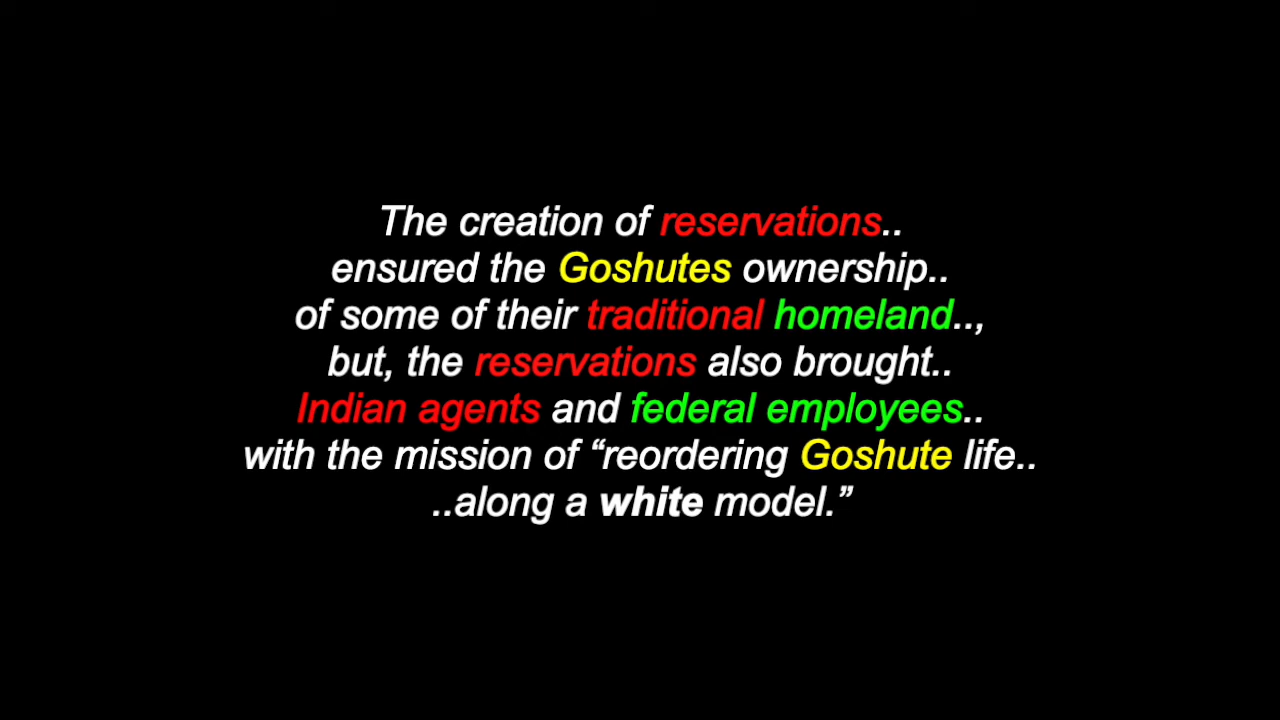 The creation of reservations..
ensured the Goshutes ownership..
of some of their traditional homeland..,
but, the reservations also brought..
Indian agents and federal employees..
with the mission of “reordering Goshute life..
..along a white model.”